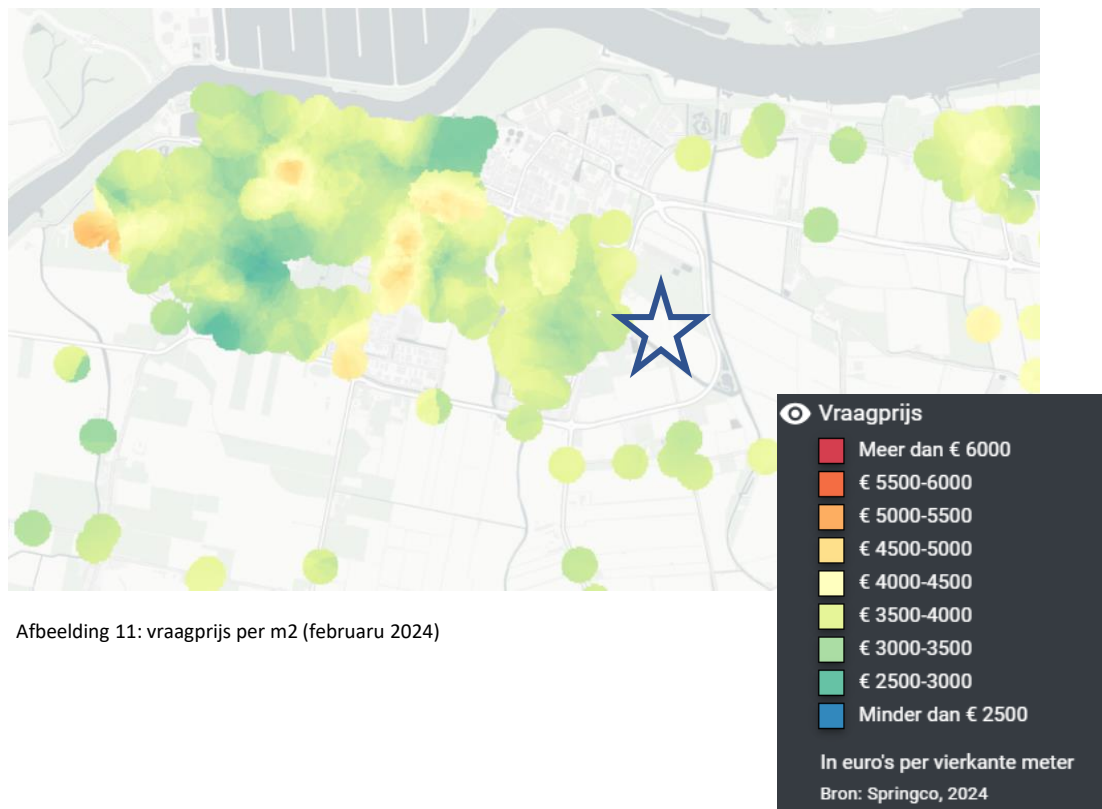 Afbeelding 11: vraagprijs per m2 (februaru 2024)
Vraagprijs
Meer dan € 6000
€ 5500-6000
€ 5000-5500
€ 4500-5000
€ 4000-4500
€ 3500-4000
€ 3000-3500
€ 2500-3000
Minder dan € 2500
In euro's per vierkante meter
Bron: Springco, 2024